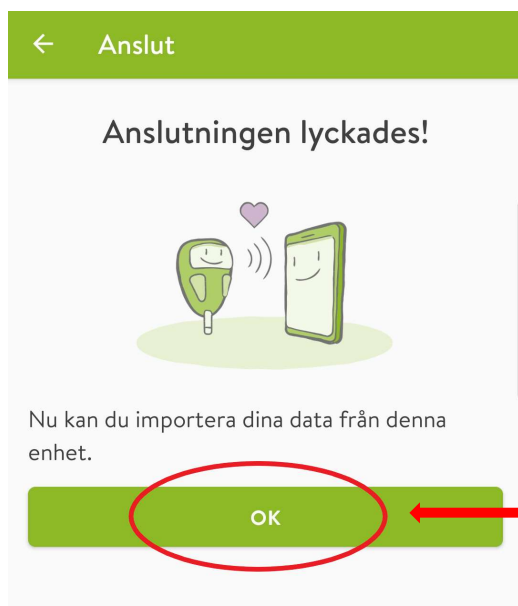 Anslut
Anslutningen lyckades!
Nu kan du importera dina data från denna
enhet.
OK